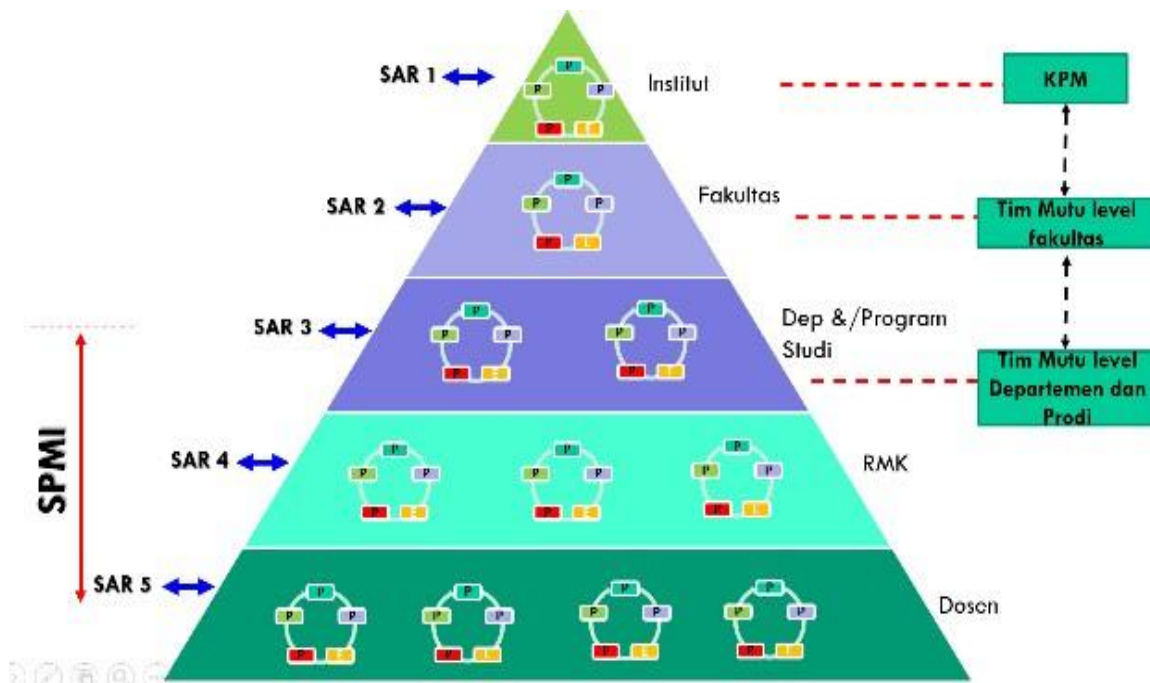 SAR 1
P
P
P
P
E
Institut
KPM
SAR 2
P
P
P
P
E
Fakultas
Tim Mutu level
fakultas
SAR 3
P
P
P
P
E
P
P
P
P
E
Dep &/Program
Studi
Tim Mutu level
Departemen dan
Prodi
SPMI
SAR 4
P
P
P
P
E
P
P
P
P
E
P
P
P
P
E
RMK
SAR 5
P
P
P
P
E
P
P
P
P
E
P
P
P
P
E
P
P
P
P
E
Dosen